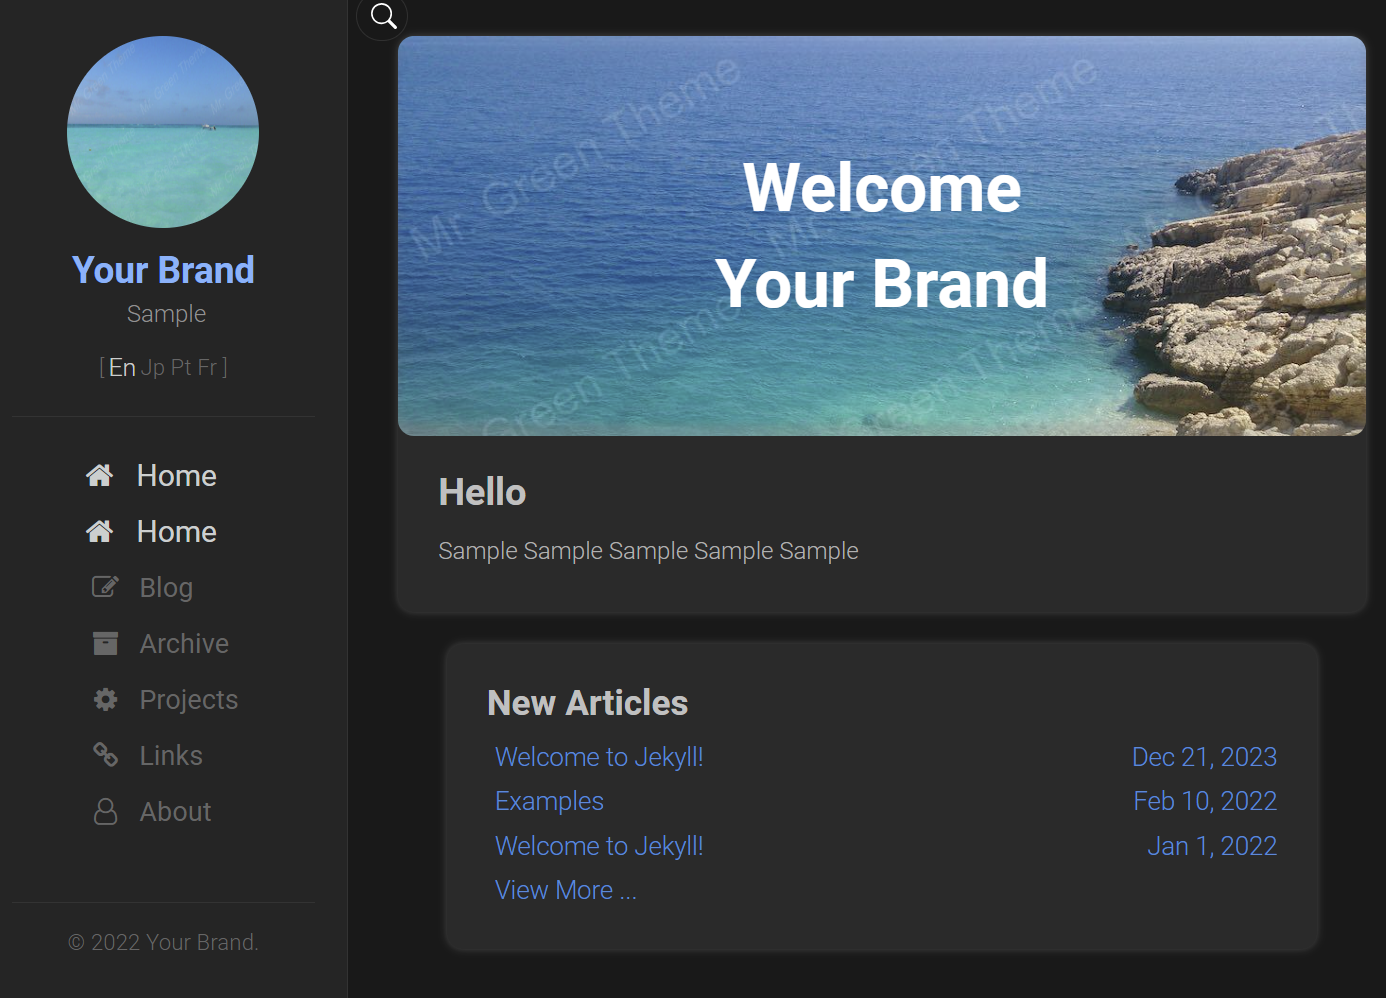 Your Brand
Sample
[ En Jp Pt Fr ]
Home
Home
Blog
Archive
Projects
Links
About
© 2022 Your Brand.
Mr. Green Theme
Mr. Green Theme
Th
Welcome
Your Brand
Mr
Green Theme
Green Theme
Hello
Sample Sample Sample Sample Sample
New Articles
Welcome to Jekyll! Dec 21, 2023
Examples Feb 10, 2022
Welcome to Jekyll! Jan 1, 2022
View More ...